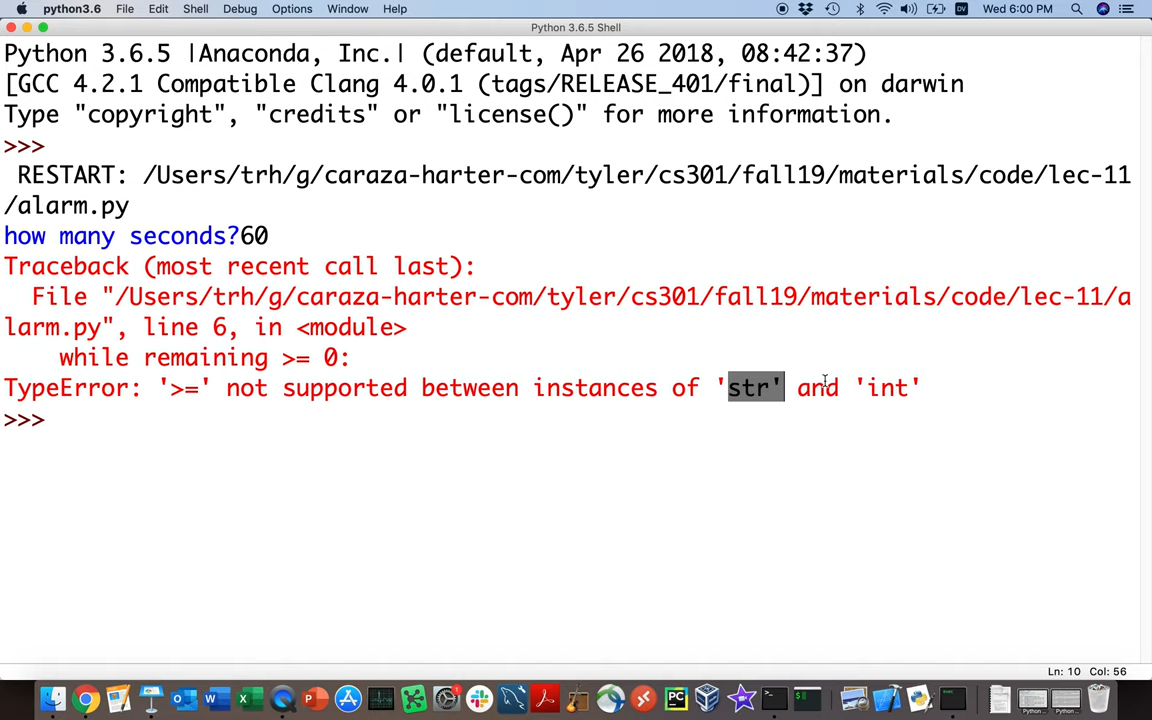 python3.6 File Edit Shell Debug Options Window Help Wed 6:00 PM
Python 3.6.5 Shell
Python 3.6.5 |Anaconda, Inc.| (default, Apr 26 2018, 08:42:37)
[GCC 4.2.1 Compatible Clang 4.0.1 (tags/RELEASE_401/final)] on darwin
Type "copyright", "credits" or "license()" for more information.
>>>
RESTART: /Users/trh/g/caraza-harter-com/tyler/cs301/fall19/materials/code/lec-11
/alarm.py
how many seconds?60
Traceback (most recent call last):
File "/Users/trh/g/caraza-harter-com/tyler/cs301/fall19/materials/code/lec-11/a
larm.py", line 6, in <module>
while remaining >= 0:
TypeError: '>=' not supported between instances of 'str' and 'int'
>>>
Ln: 10 Col: 56